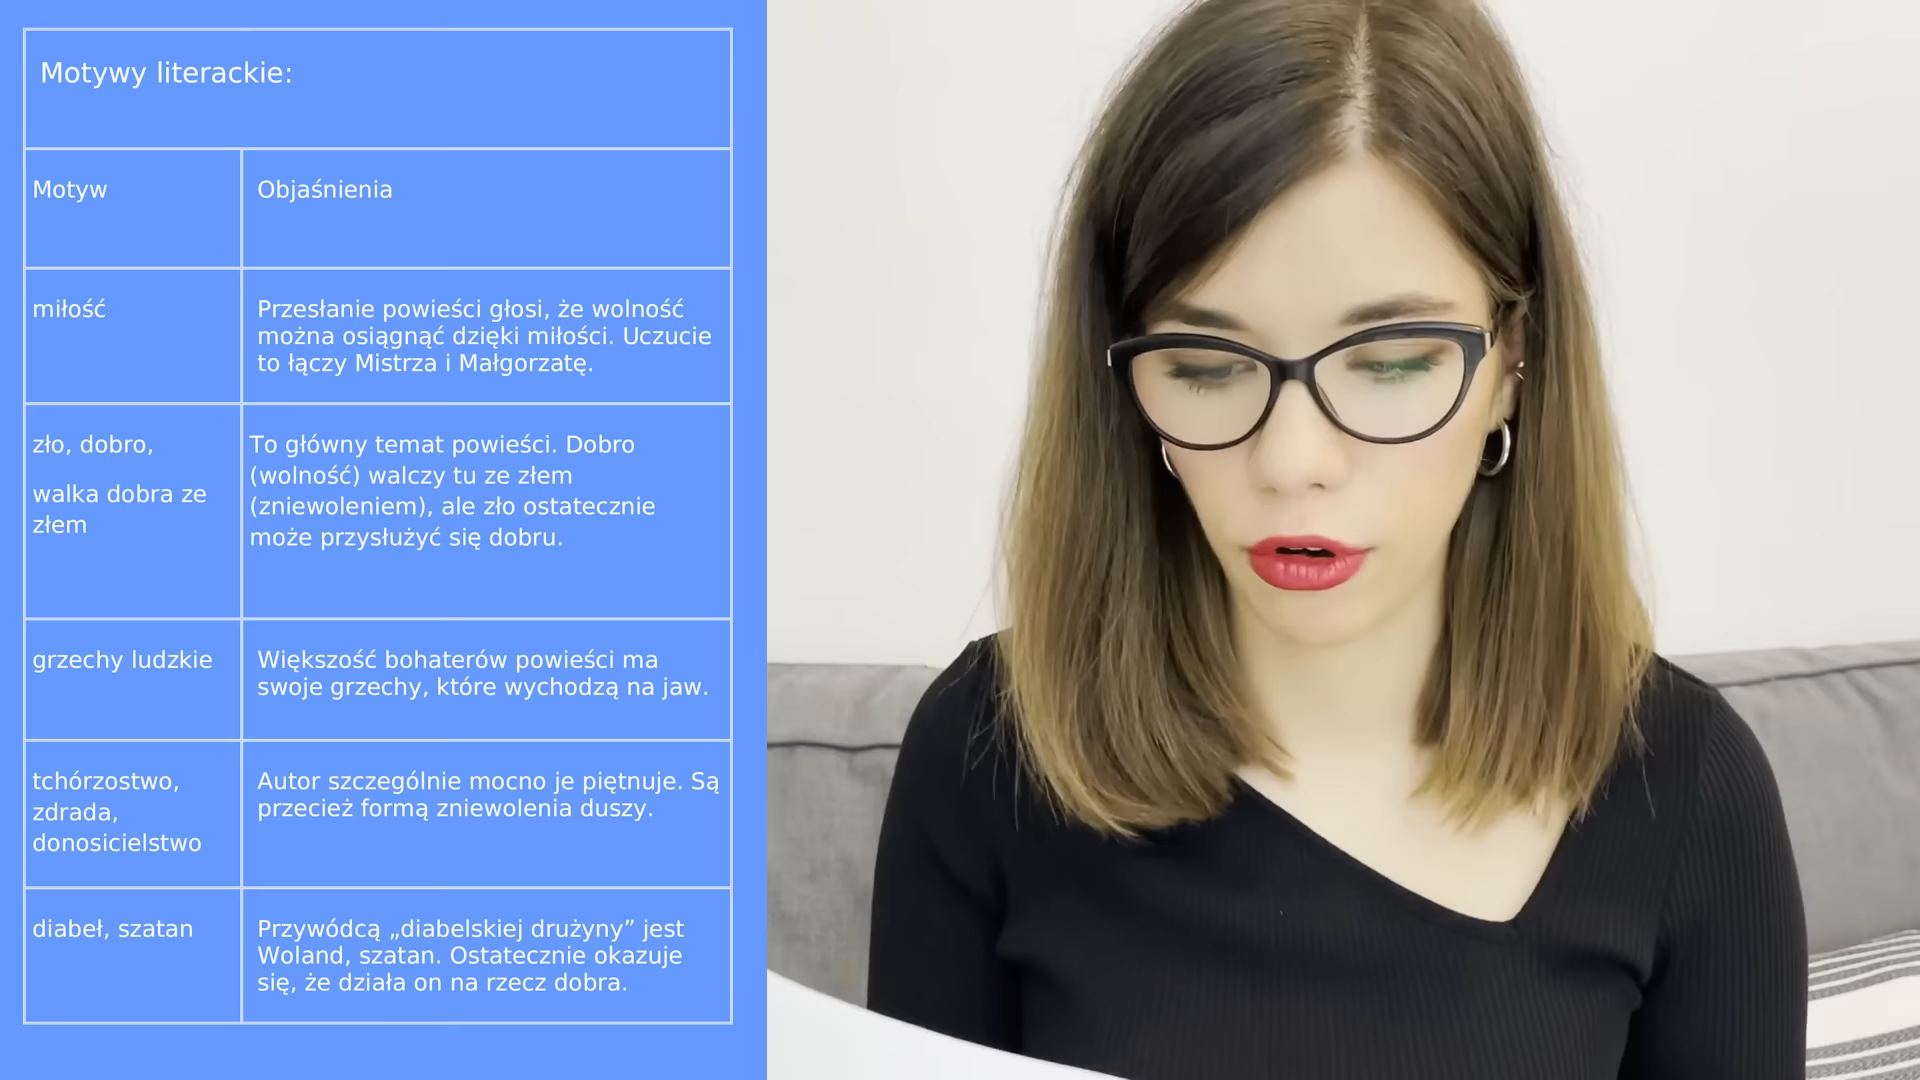 Motywy literackie:
Motyw
Objaśnienia
miłość
Przesłanie powieści głosi, że wolność
można osiągnąć dzięki miłości. Uczucie
to łączy Mistrza i Małgorzatę.
zło, dobro,
walka dobra ze
złem
To główny temat powieści. Dobro
(wolność) walczy tu ze złem
(zniewoleniem), ale zło ostatecznie
może przysłużyć się dobru.
grzechy ludzkie
Większość bohaterów powieści ma
swoje grzechy, które wychodzą na jaw.
tchórzostwo,
zdrada,
donosicielstwo
Autor szczególnie mocno je piętnuje. Są
przecież formą zniewolenia duszy.
diabeł, szatan
Przywódcą „diabelskiej drużyny” jest
Woland, szatan. Ostatecznie okazuje
się, że działa on na rzecz dobra.